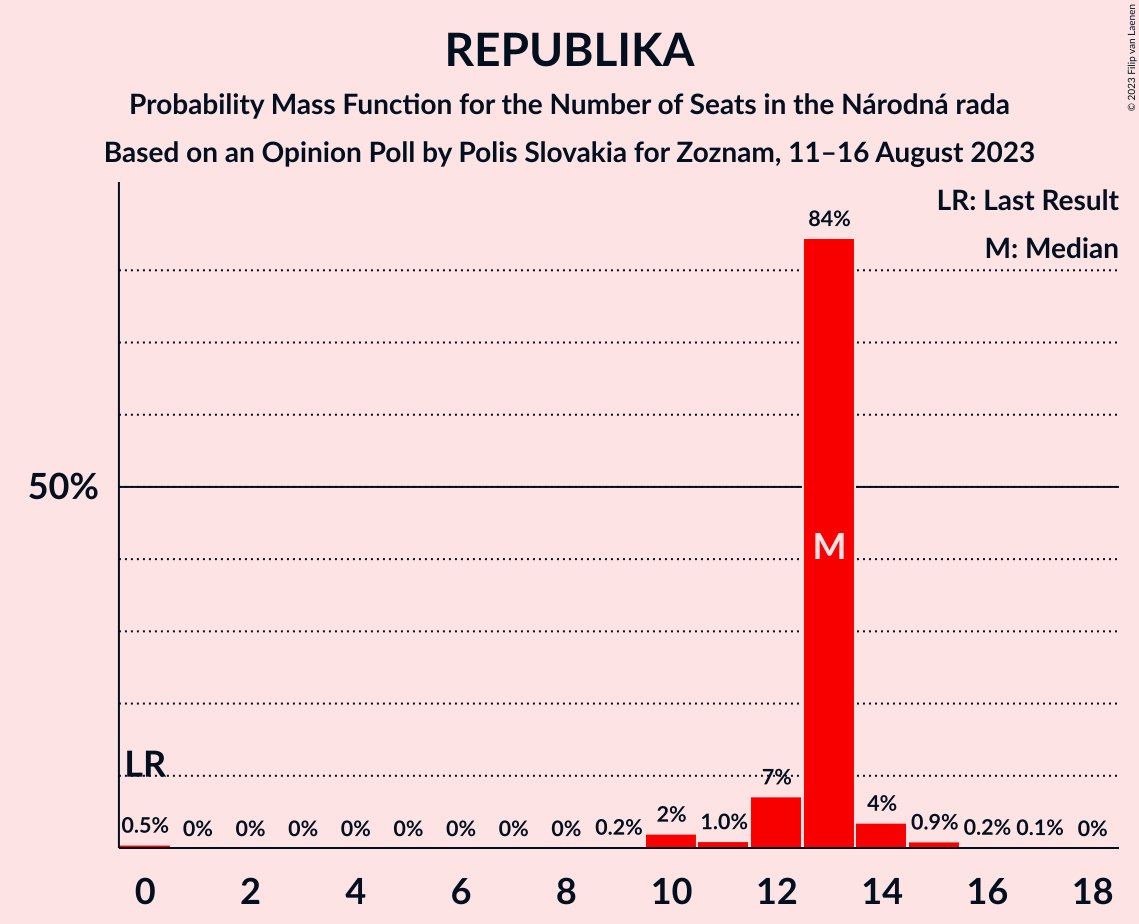 REPUBLIKA
Probability Mass Function for the Number of Seats in the Národná rada
Based on an Opinion Poll by Polis Slovakia for Zoznam, 11–16 August 2023
© 2023 Filip van Laenen
LR: Last Result
M: Median
84%
50%
M
LR
0.5% 0% 0% 0% 0% 0% 0% 0% 0% 0.2% 2% 1.0% 7% 4% 0.9% 0.2% 0.1% 0%
0 2 4 6 8 10 12 14 16 18